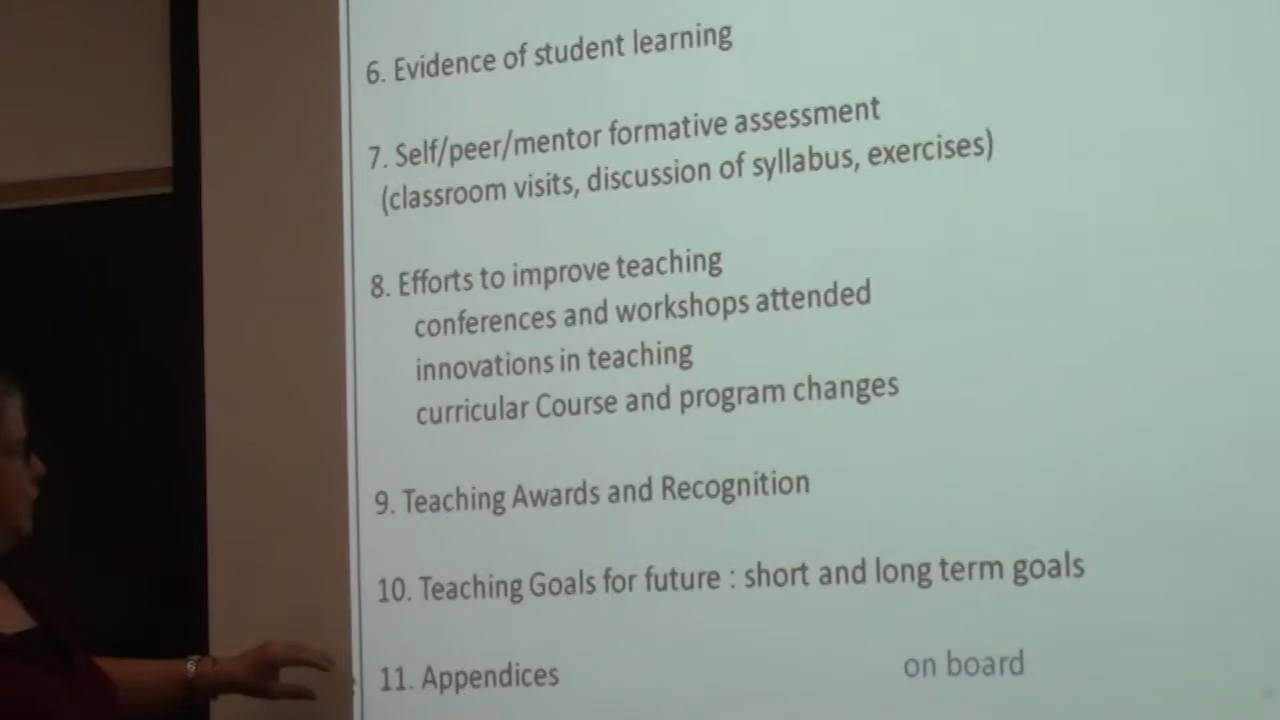 6. Evidence of student learning
7. Self/peer/mentor formative assessment
(classroom visits, discussion of syllabus, exercises)
8. Efforts to improve teaching
conferences and workshops attended
innovations in teaching
curricular Course and program changes
9. Teaching Awards and Recognition
10. Teaching Goals for future : short and long term goals
11. Appendices on board